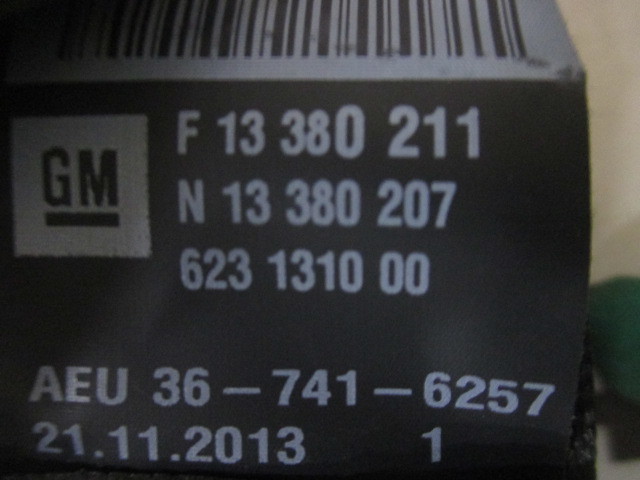 GM
F 13 380 211
N 13 380 207
623 1310 00
AEU 36-741-6257
21.11.2013 1